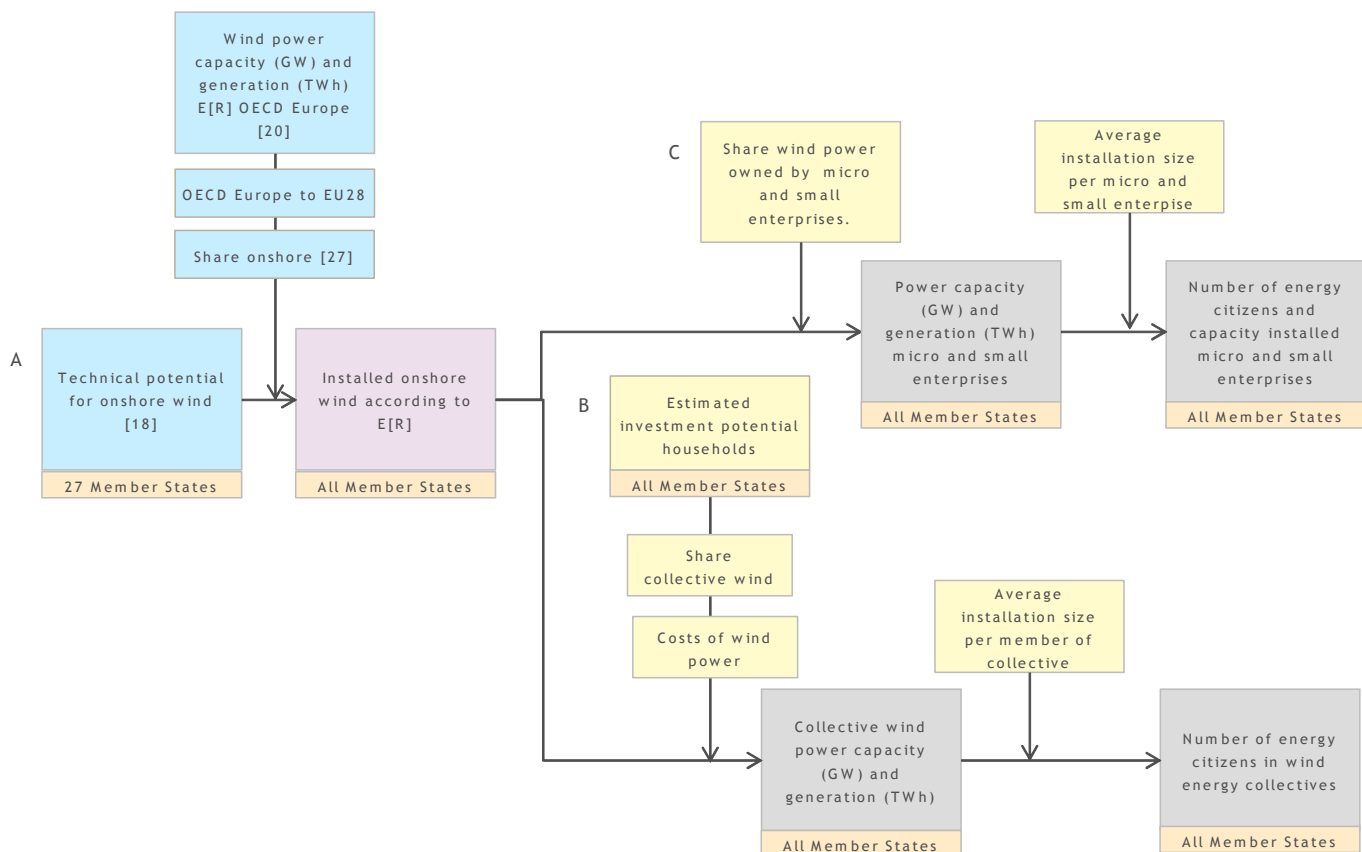 Wind power
capacity (GW) and
generation (TWh)
E[R] OECD Europe
[20]
OECD Europe to EU28
Share onshore [27]
A
Technical potential
for onshore wind
[18]
27 Member States
Installed onshore
wind according to
E[R]
All Member States
C
Share wind power
owned by micro
and small
enterprises.
Average
installation size
per micro and
small enterpise
Power capacity
(GW) and
generation (TWh)
micro and small
enterprises
All Member States
Number of energy
citizens and
capacity installed
micro and small
enterprises
All Member States
B
Estimated
investment potential
households
All Member States
Share
collective wind
Costs of wind
power
Average
installation size
per member of
collective
Collective wind
power capacity
(GW) and
generation (TWh)
All Member States
Number of energy
citizens in wind
energy collectives
All Member States